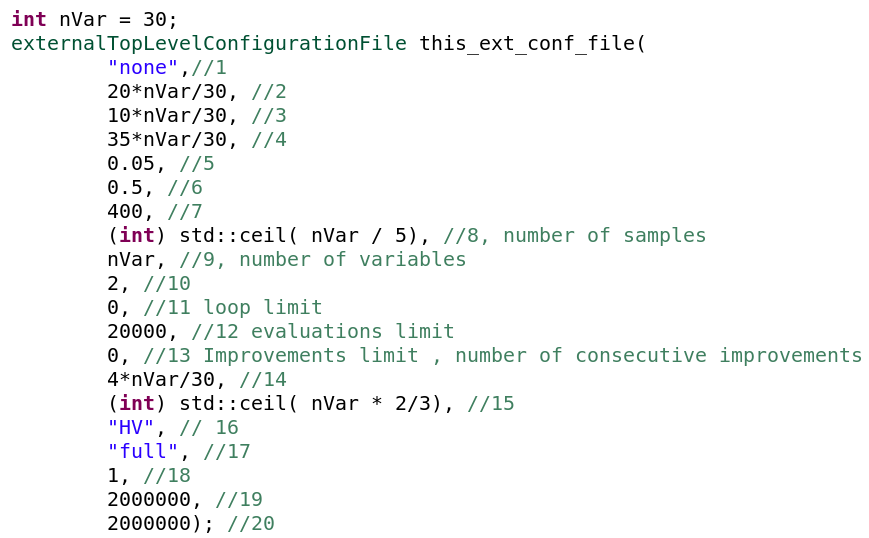 int nVar = 30;
externalTopLevelConfigurationFile this_ext_conf_file(
"none",//1
20*nVar/30, //2
10*nVar/30, //3
35*nVar/30, //4
0.05, //5
0.5, //6
400, //7
(int) std::ceil( nVar / 5), //8, number of samples
nVar, //9, number of variables
2, //10
0, //11 loop limit
20000, //12 evaluations limit
0, //13 Improvements limit , number of consecutive improvements
4*nVar/30, //14
(int) std::ceil( nVar * 2/3), //15
"HV", // 16
"full", //17
1, //18
2000000, //19
2000000); //20